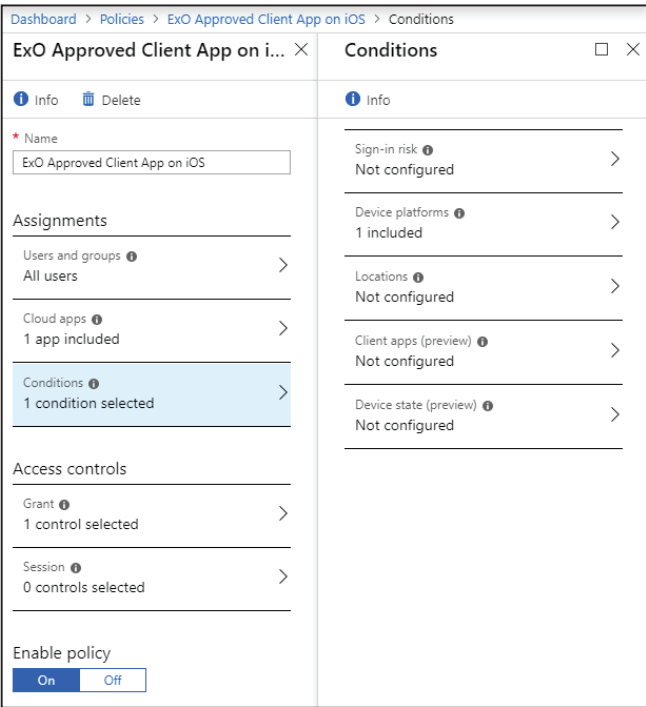 Dashboard > Policies > ExO Approved Client App on iOS > Conditions
ExO Approved Client App on i...
Info Delete
* Name
ExO Approved Client App on iOS
Assignments
Users and groups
All users
Cloud apps
1 app included
Conditions
1 condition selected
Access controls
Grant
1 control selected
Session
0 controls selected
Enable policy
On Off
Conditions
Info
Sign-in risk
Not configured
Device platforms
1 included
Locations
Not configured
Client apps (preview)
Not configured
Device state (preview)
Not configured